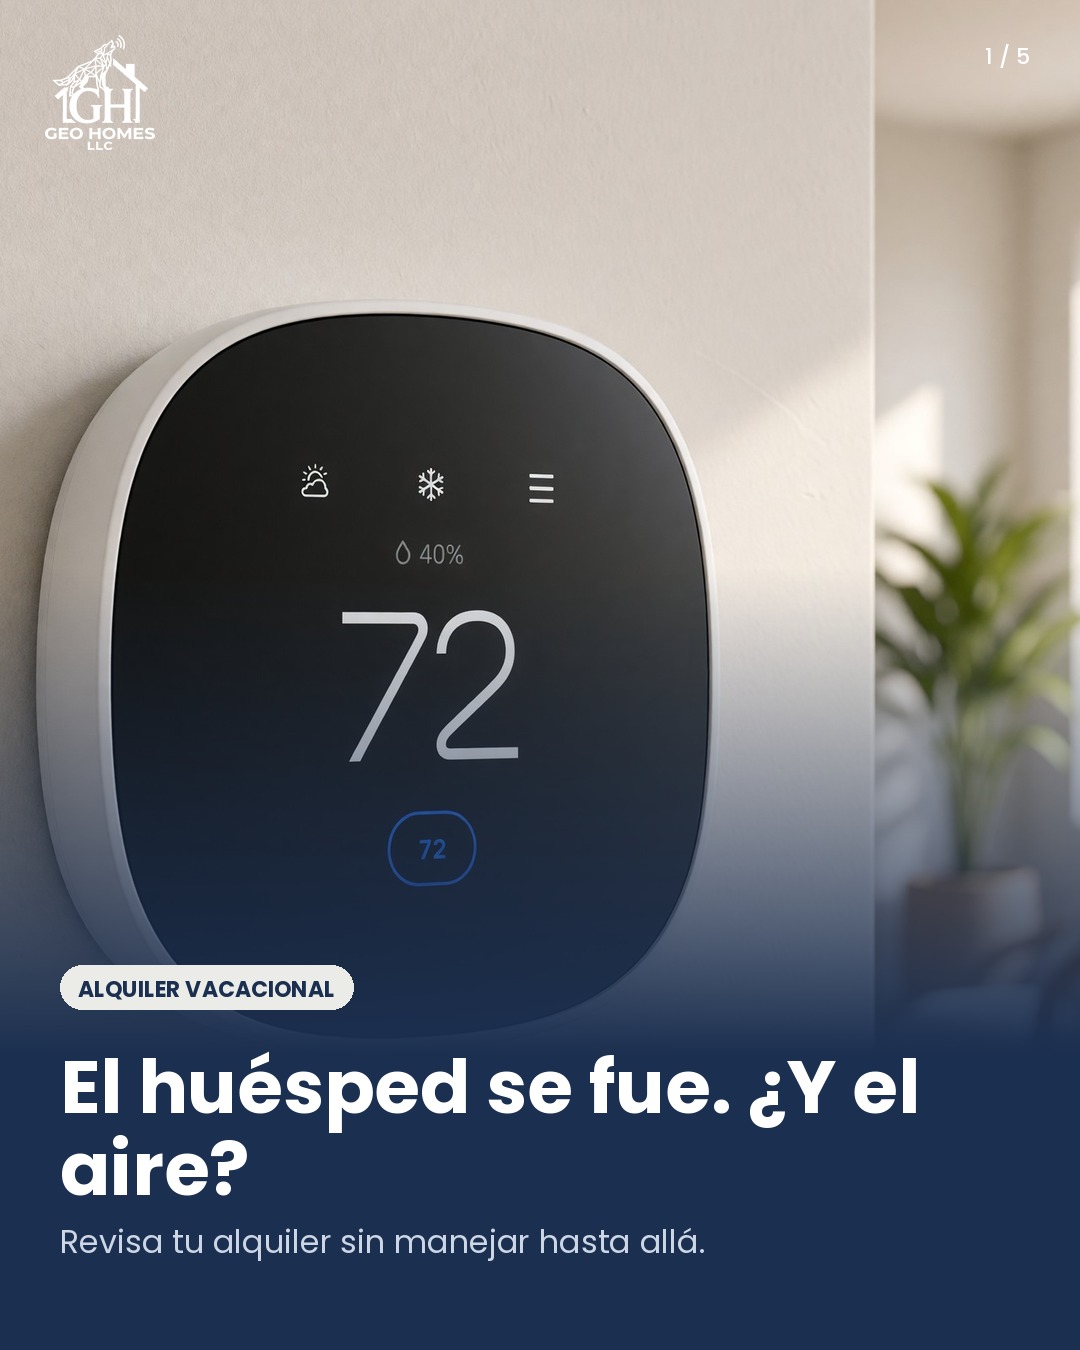 GH
GEO HOMES
LLC
1 / 5
40%
72
72
ALQUILER VACACIONAL
El huésped se fue. ¿Y el
aire?
Revisa tu alquiler sin manejar hasta allá.